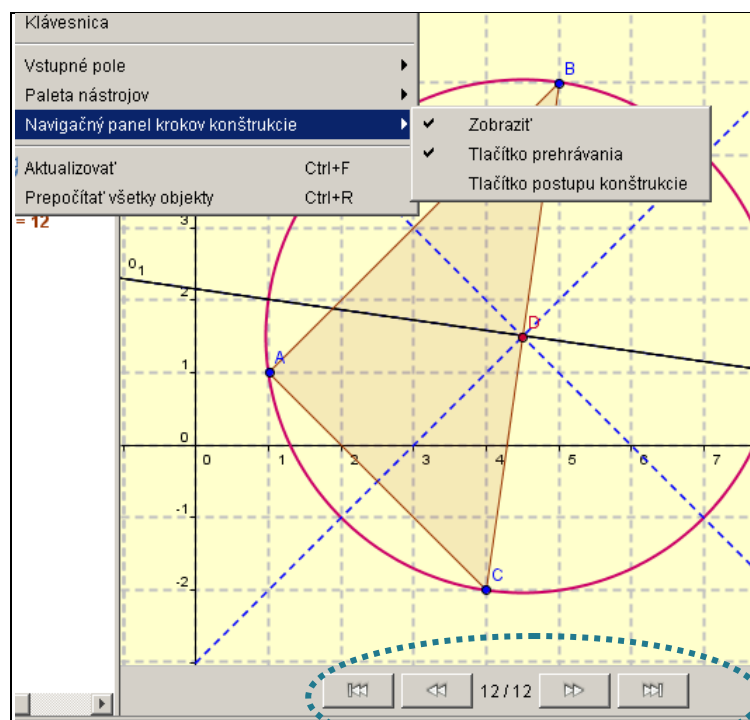 Klávesnica
Vstupné pole
Paleta nástrojov
Navigačný panel krokov konštrukcie
Zobraziť
Tlačítko prehrávania
Tlačítko postupu konštrukcie
Aktualizovať Ctrl+F
Prepočítať všetky objekty Ctrl+R
= 12
B
3
o1
2
D
A
1
0
0 1 2 3 4 5 6 7
-1
C
-2
12/12